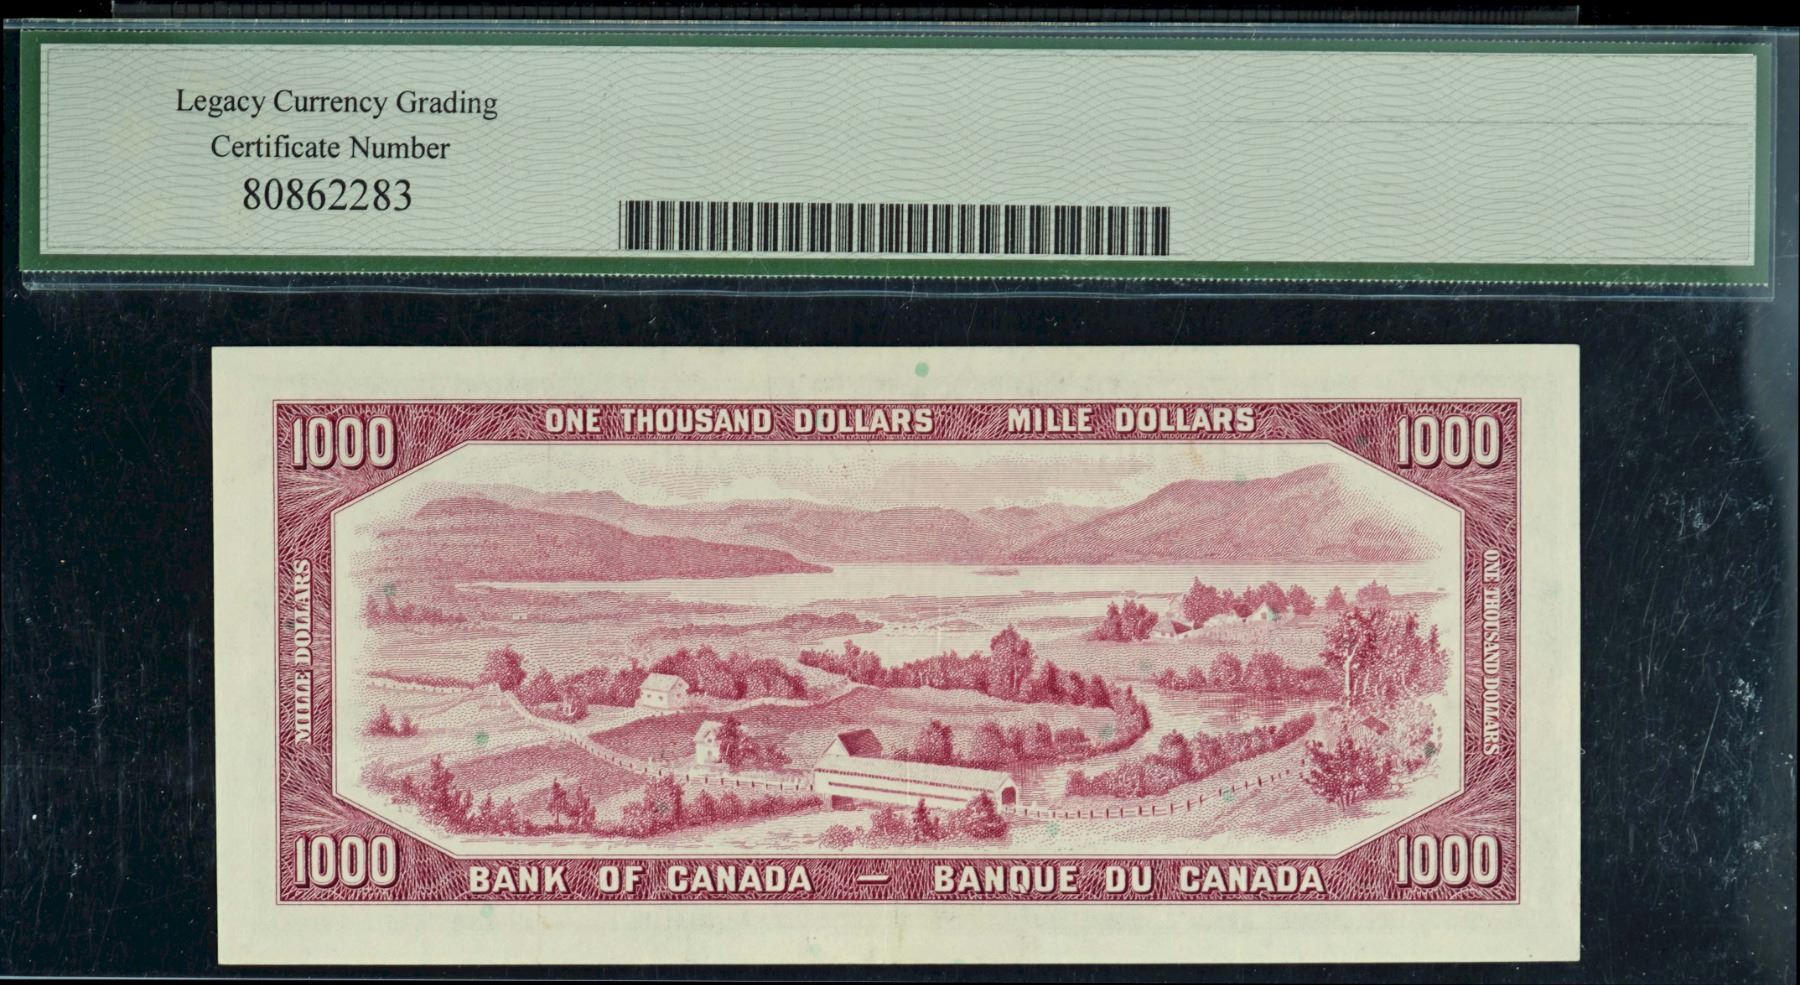 Legacy Currency Grading
Certificate Number
80862283
1000 ONE THOUSAND DOLLARS MILLE DOLLARS 1000
MILLE DOLLARS
ONE THOUSAND DOLLARS
1000 BANK OF CANADA — BANQUE DU CANADA 1000